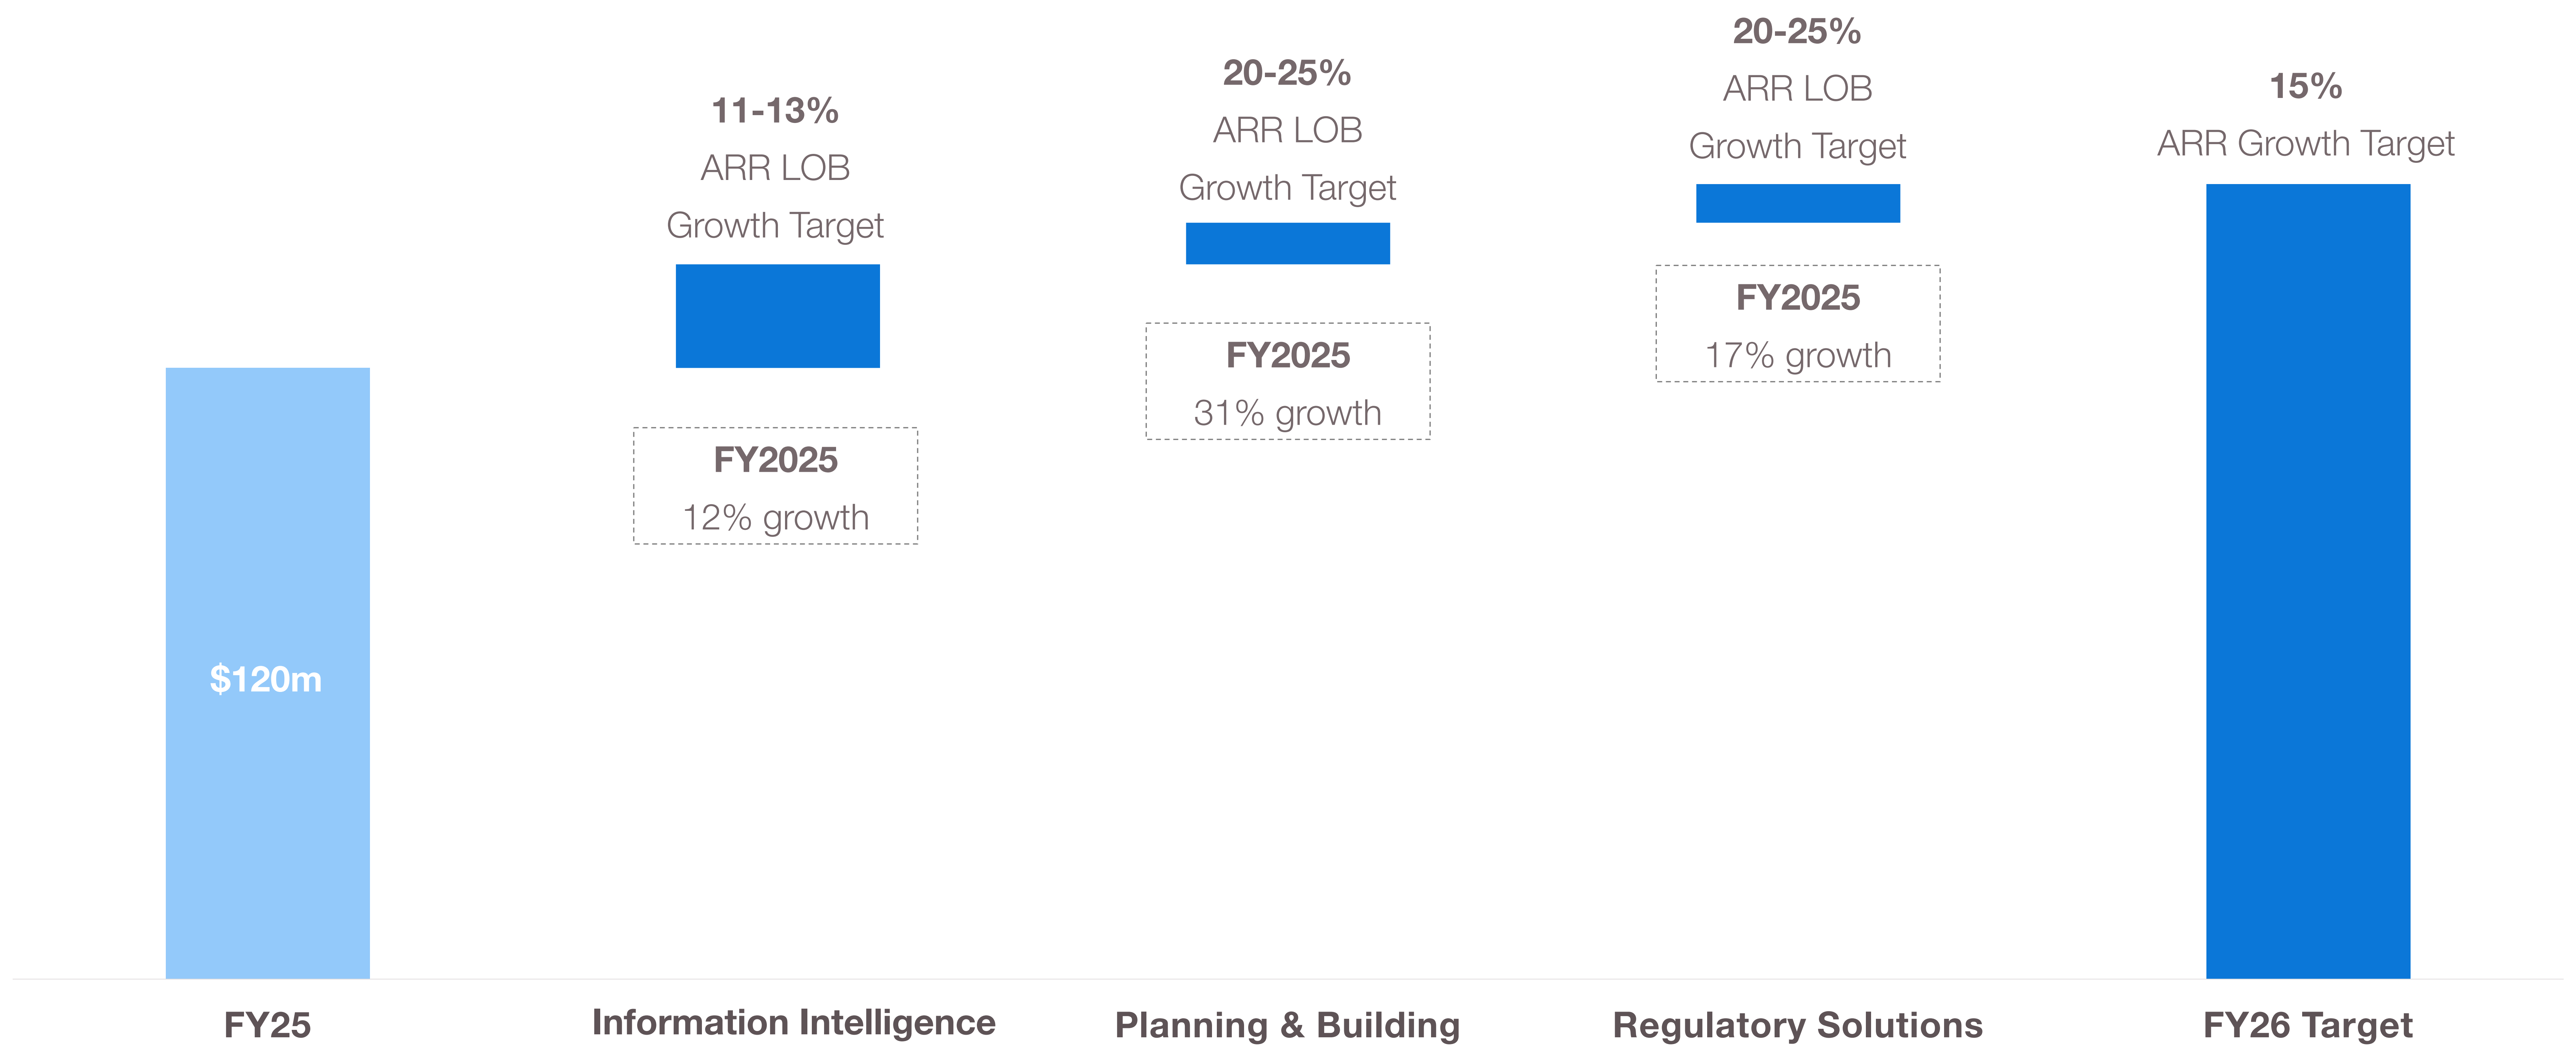 $120m
FY25
11-13%
ARR LOB
Growth Target
FY2025
12% growth
Information Intelligence
20-25%
ARR LOB
Growth Target
FY2025
31% growth
Planning & Building
20-25%
ARR LOB
Growth Target
FY2025
17% growth
Regulatory Solutions
15%
ARR Growth Target
FY26 Target